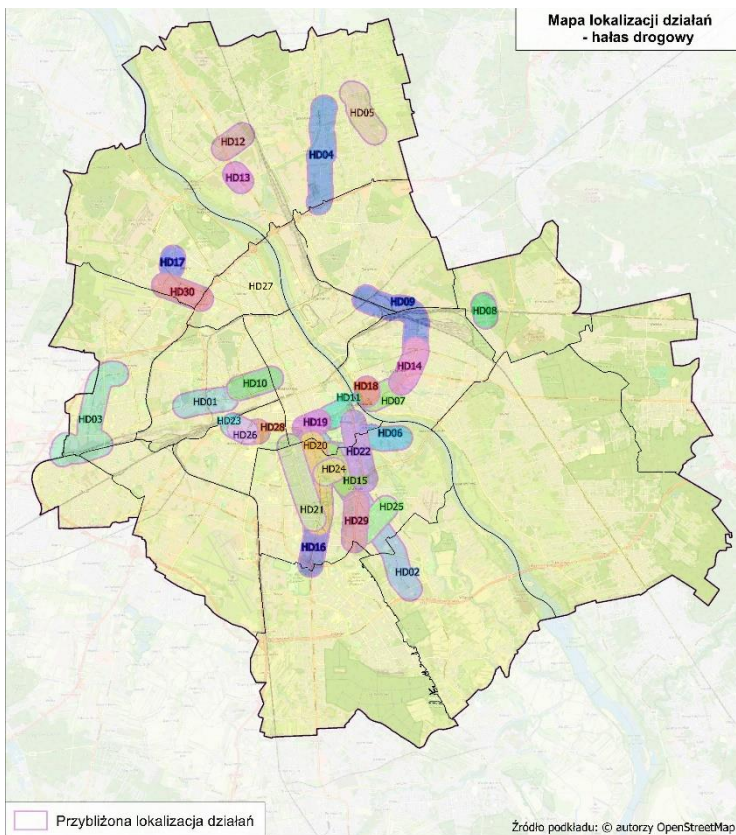 Mapa lokalizacji działań
- hałas drogowy
HD05
HD12
HD04
HD13
HD17
HD27
HD30
HD09
HD08
HD14
HD10
HD18
HD01
HD07
HD11
HD03
HD23
HD19
HD28
HD26
HD06
HD20
HD22
HD24
HD15
HD25
HD21
HD29
HD16
HD02
Przybliżona lokalizacja działań
Źródło podkładu: © autorzy OpenStreetMap